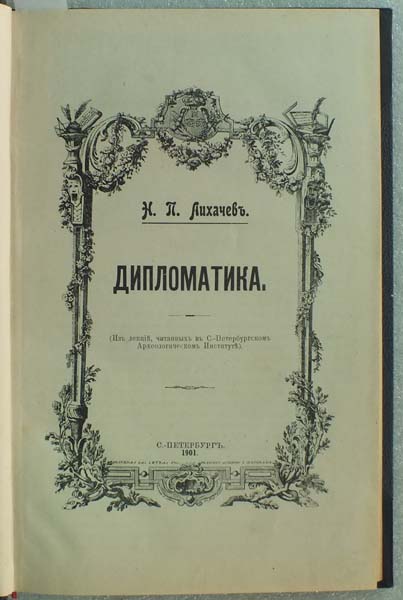 Н. П. Лихачевъ.
ДИПЛОМАТИКА.
(Изъ лекцій, читанныхъ въ С.-Петербургскомъ
Археологическомъ Институтѣ).
С.-ПЕТЕРБУРГЪ.
1901.